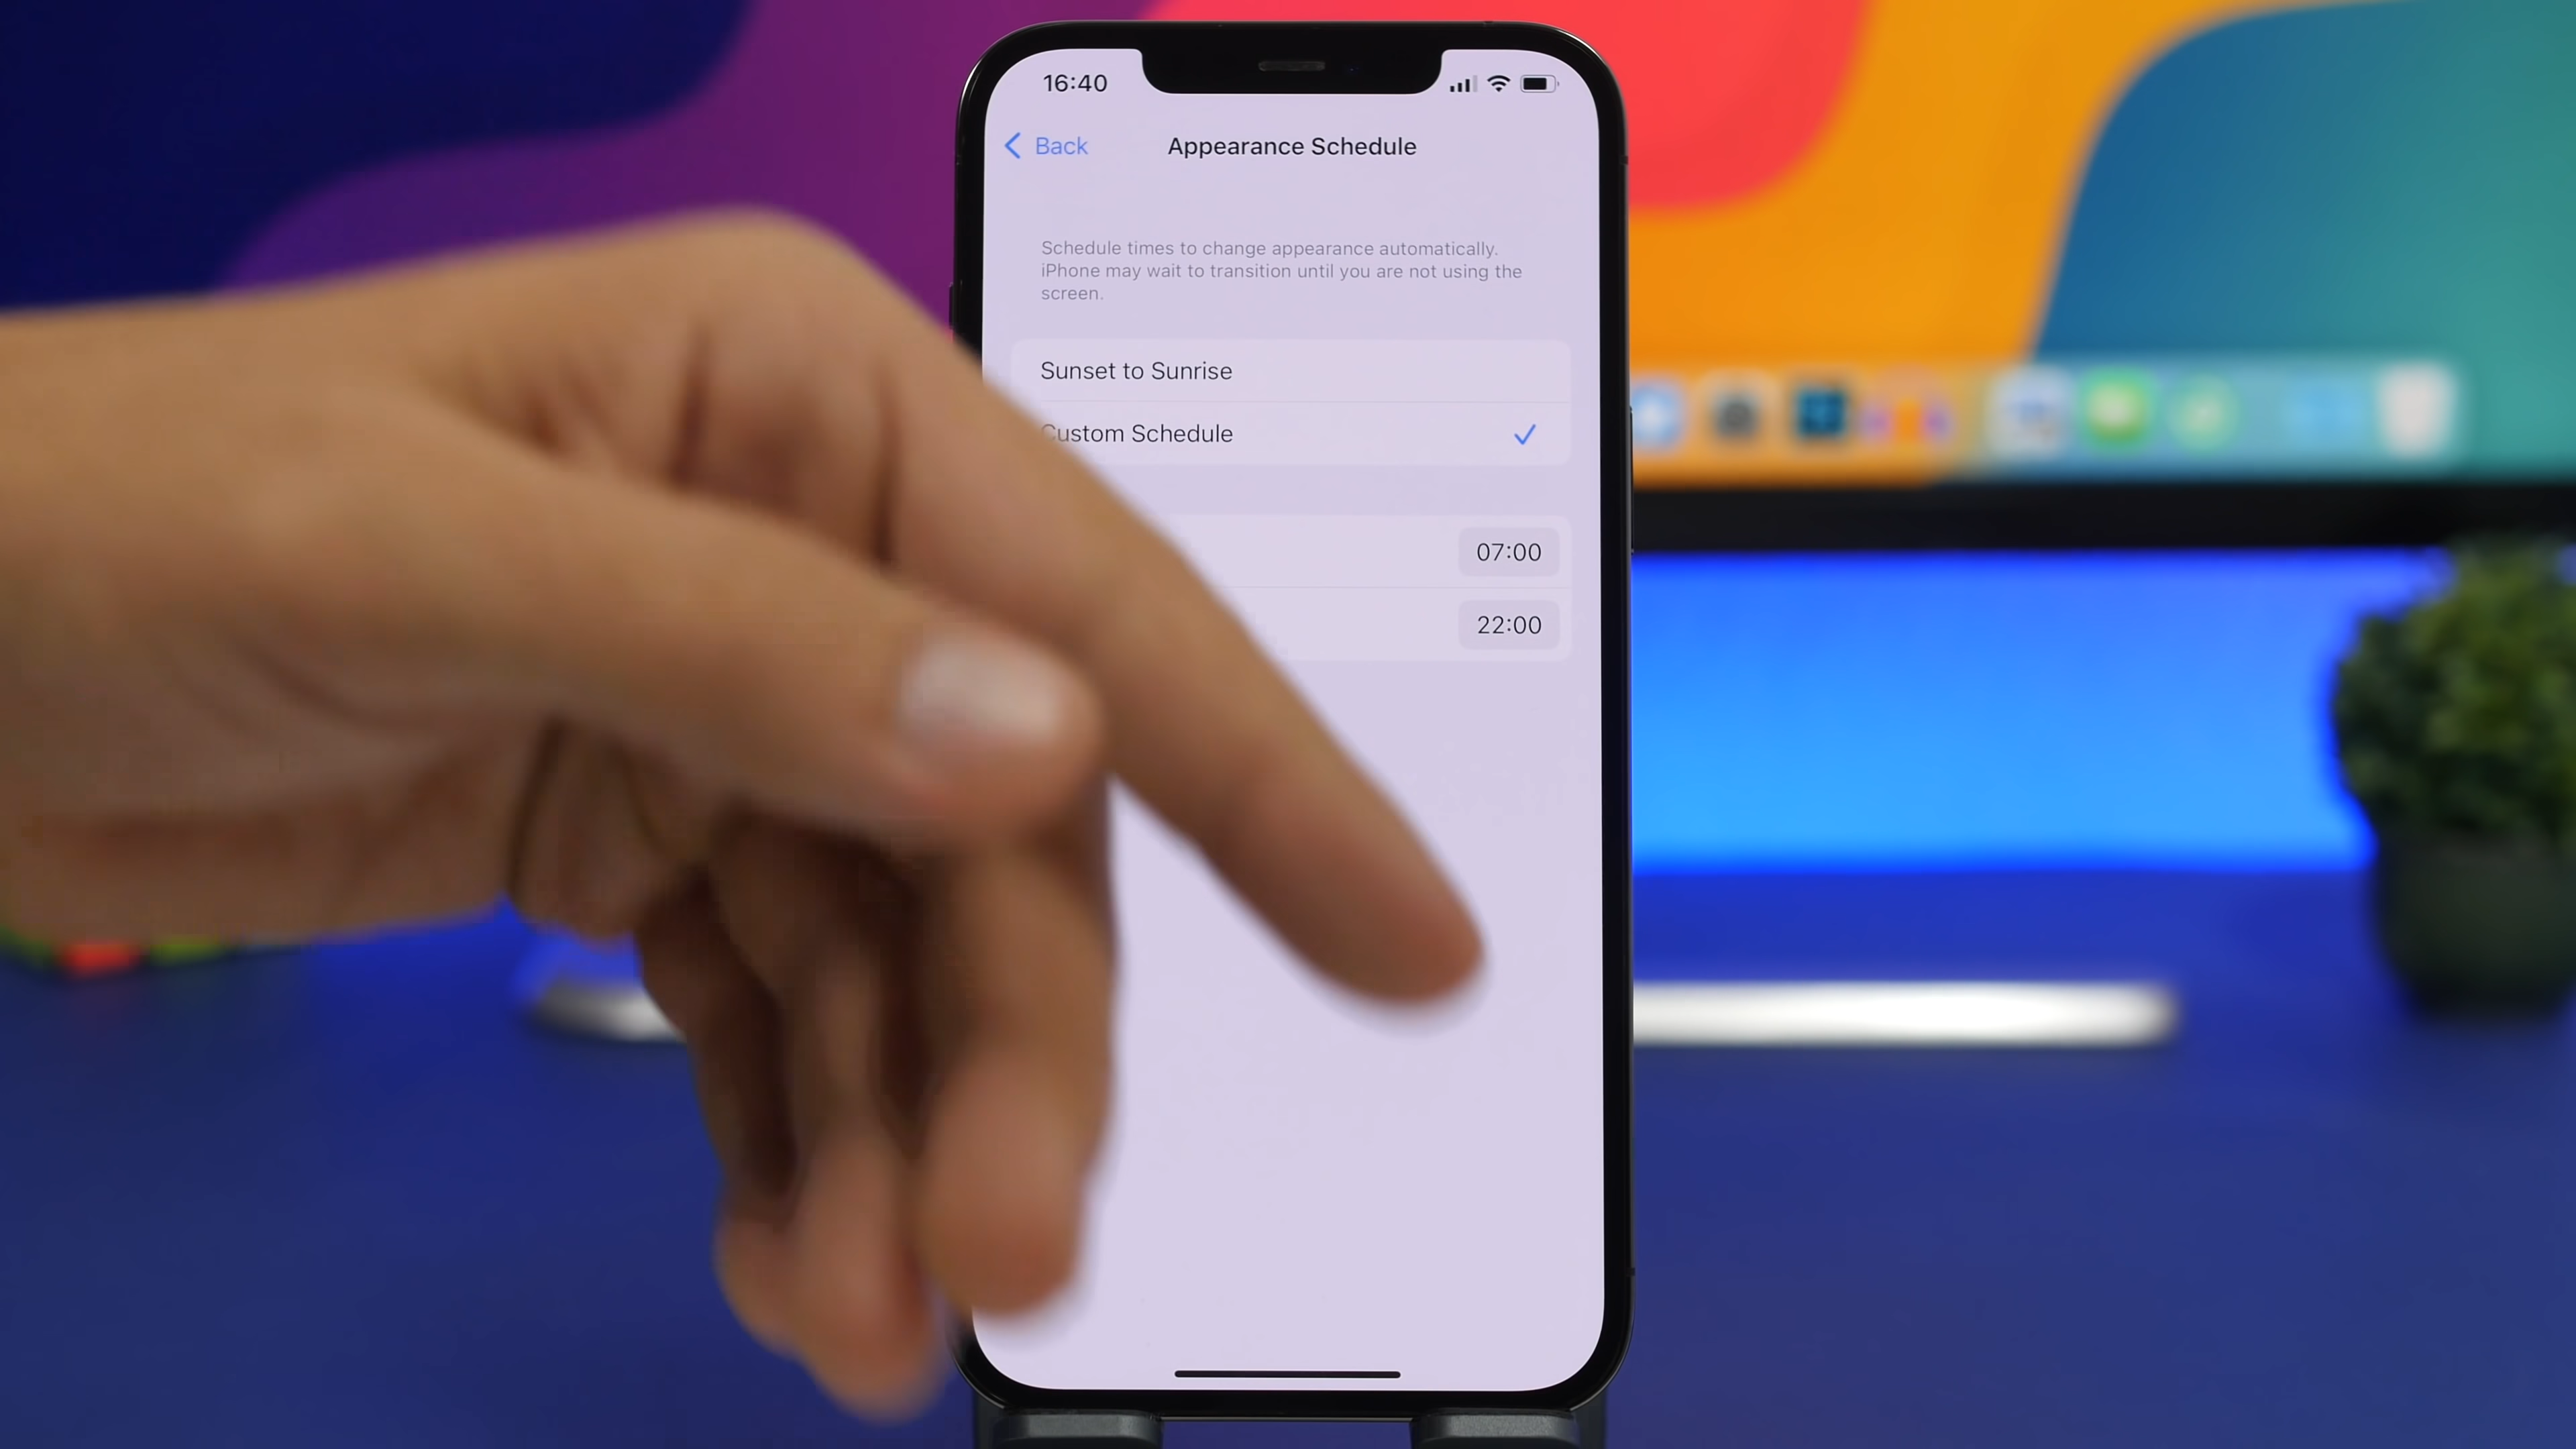 16:40
Back
Appearance Schedule
Schedule times to change appearance automatically.
iPhone may wait to transition until you are not using the
screen.
Sunset to Sunrise
Custom Schedule
07:00
22:00